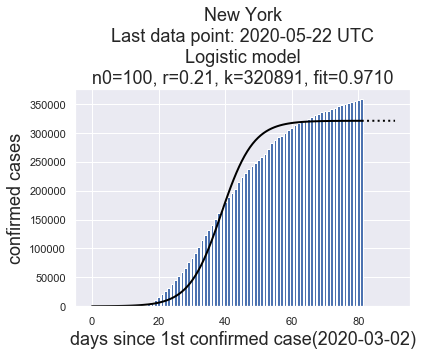 New York
Last data point: 2020-05-22 UTC
Logistic model
n0=100, r=0.21, k=320891, fit=0.9710
350000
300000
250000
200000
150000
100000
50000
0
confirmed cases
0 20 40 60 80
days since 1st confirmed case(2020-03-02)